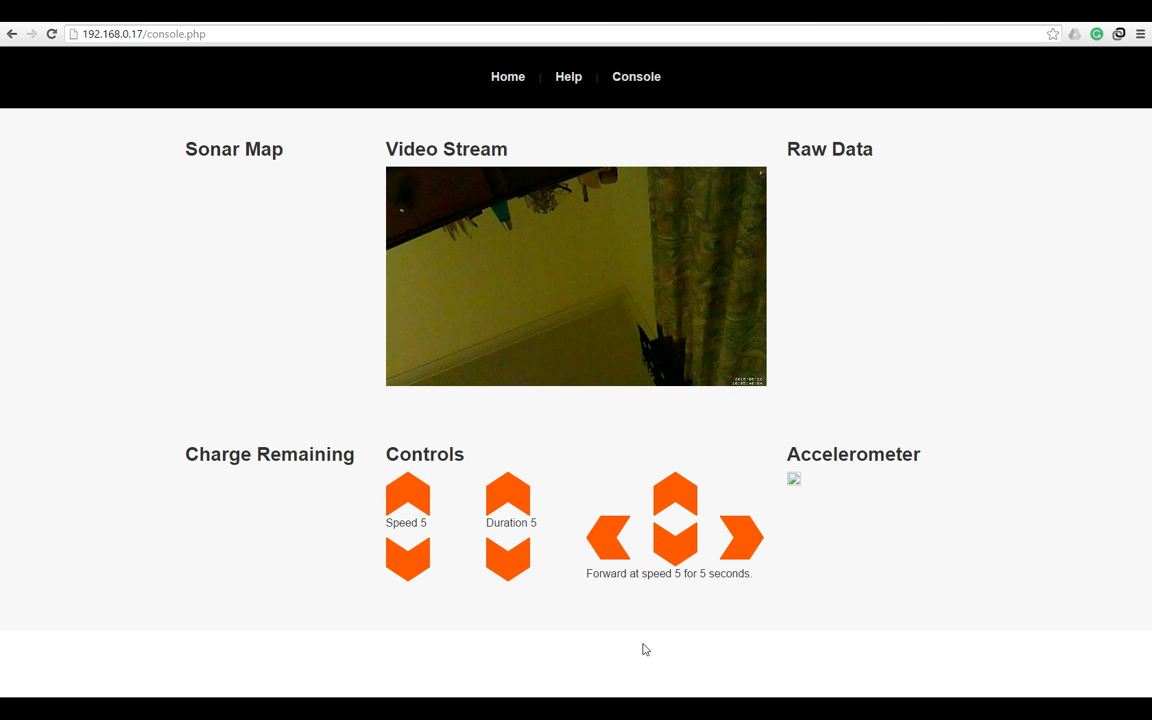 192.168.0.17/console.php
Home | Help | Console
Sonar Map
Video Stream
Raw Data
Charge Remaining
Controls
Accelerometer
Speed 5
Duration 5
Forward at speed 5 for 5 seconds.